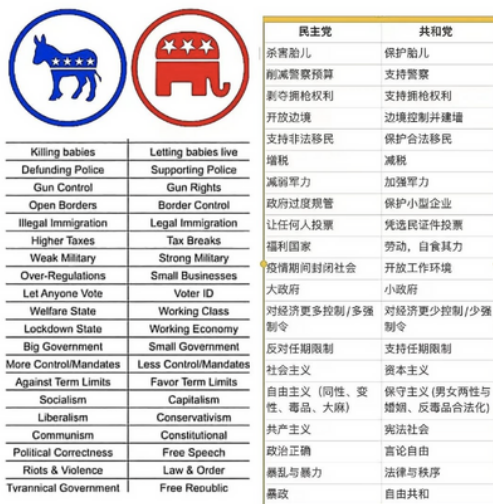 Killing babies Letting babies live
Defunding Police Supporting Police
Gun Control Gun Rights
Open Borders Border Control
Illegal Immigration Legal Immigration
Higher Taxes Tax Breaks
Weak Military Strong Military
Over-Regulations Small Businesses
Let Anyone Vote Voter ID
Welfare State Working Class
Lockdown State Working Economy
Big Government Small Government
More Control/Mandates Less Control/Mandates
Against Term Limits Favor Term Limits
Socialism Capitalism
Liberalism Conservativism
Communism Constitutional
Political Correctness Free Speech
Riots & Violence Law & Order
Tyrannical Government Free Republic
民主党 共和党
杀害胎儿 保护胎儿
削减警察预算 支持警察
剥夺拥枪权利 支持拥枪权利
开放边境 边境控制并建墙
支持非法移民 保护合法移民
增税 减税
减弱军力 加强军力
政府过度规管 保护小型企业
让任何人投票 凭选民证件投票
福利国家 劳动，自食其力
疫情期间封闭社会 开放工作环境
大政府 小政府
对经济更多控制/多强 对经济更少控制/少强
制令 制令
反对任期限制 支持任期限制
社会主义 资本主义
自由主义（同性、变 保守主义 (男女两性与
性、毒品、大麻） 婚姻、反毒品合法化)
共产主义 宪法社会
政治正确 言论自由
暴乱与暴力 法律与秩序
暴政 自由共和